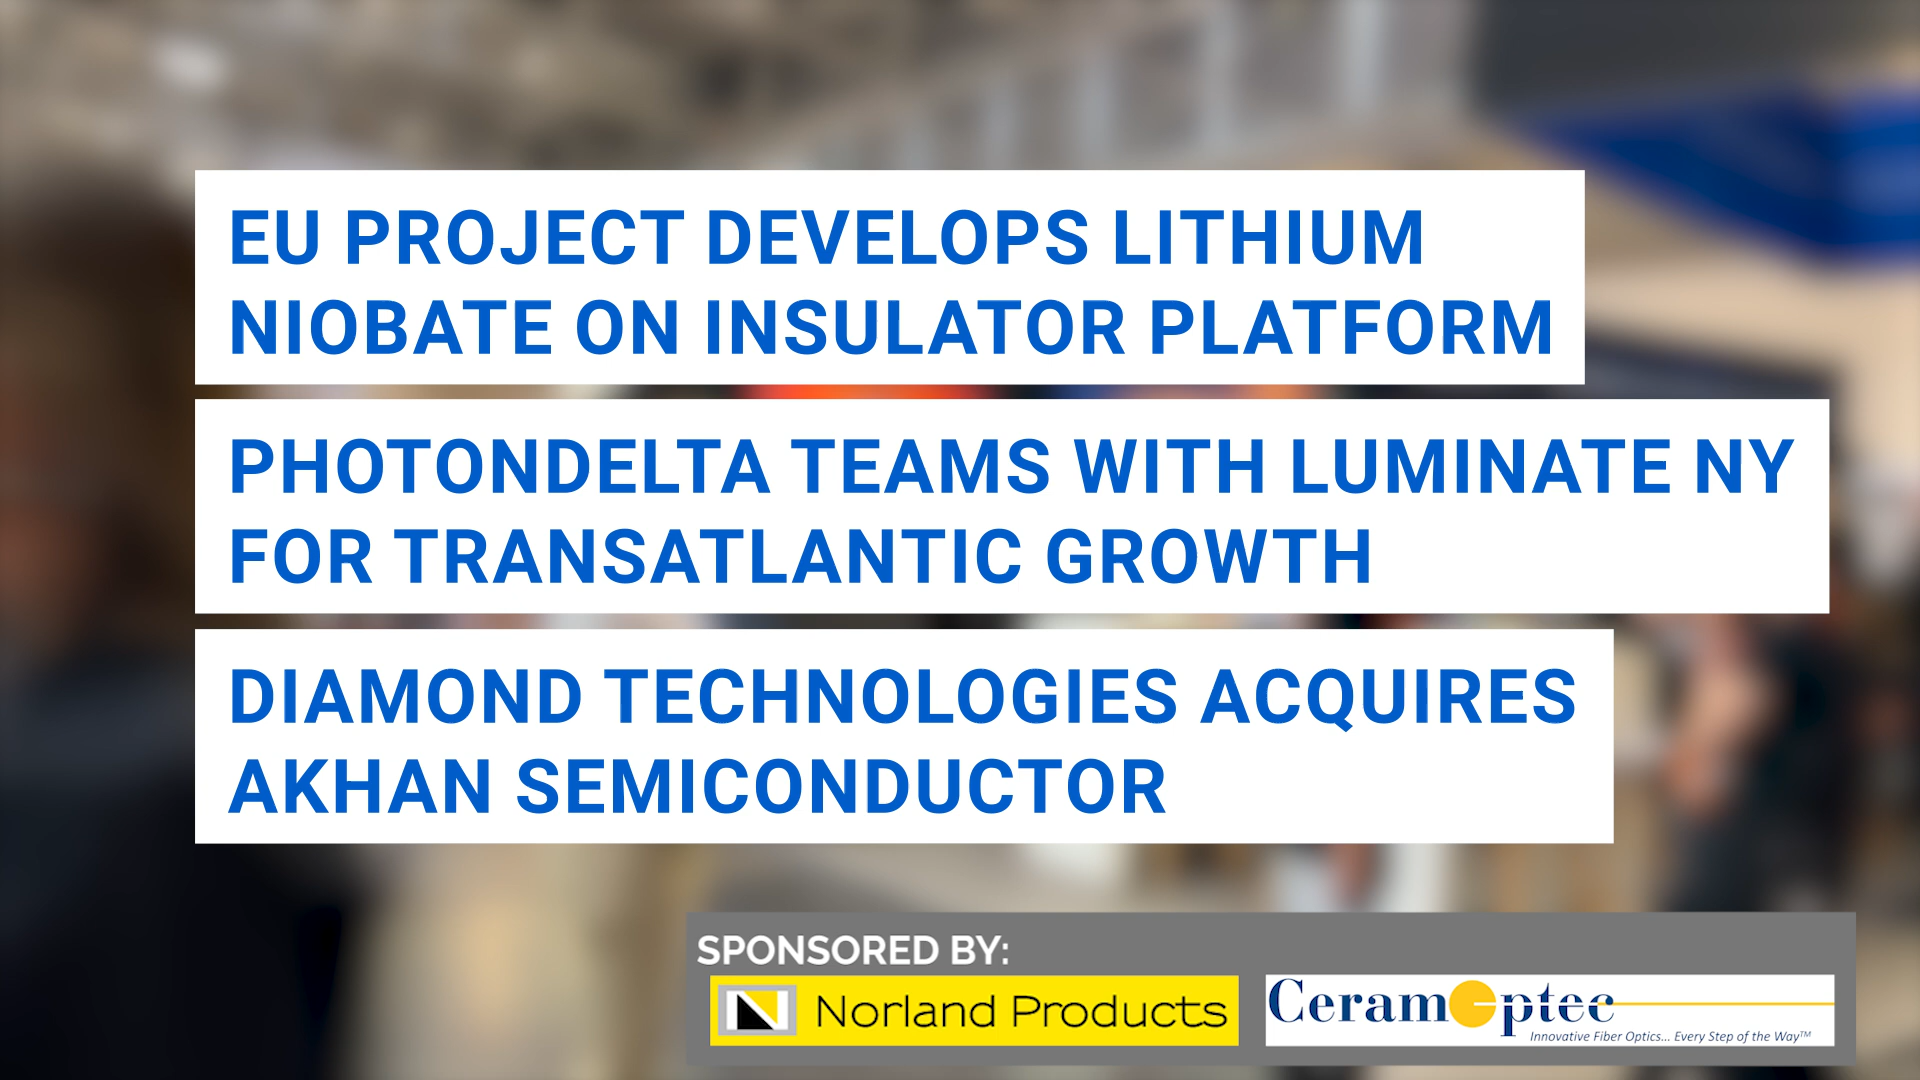 EU PROJECT DEVELOPS LITHIUM
NIOBATE ON INSULATOR PLATFORM
PHOTONDELTA TEAMS WITH LUMINATE NY
FOR TRANSATLANTIC GROWTH
DIAMOND TECHNOLOGIES ACQUIRES
AKHAN SEMICONDUCTOR
SPONSORED BY:
Norland Products
CeramOptec
Innovative Fiber Optics... Every Step of the Way™